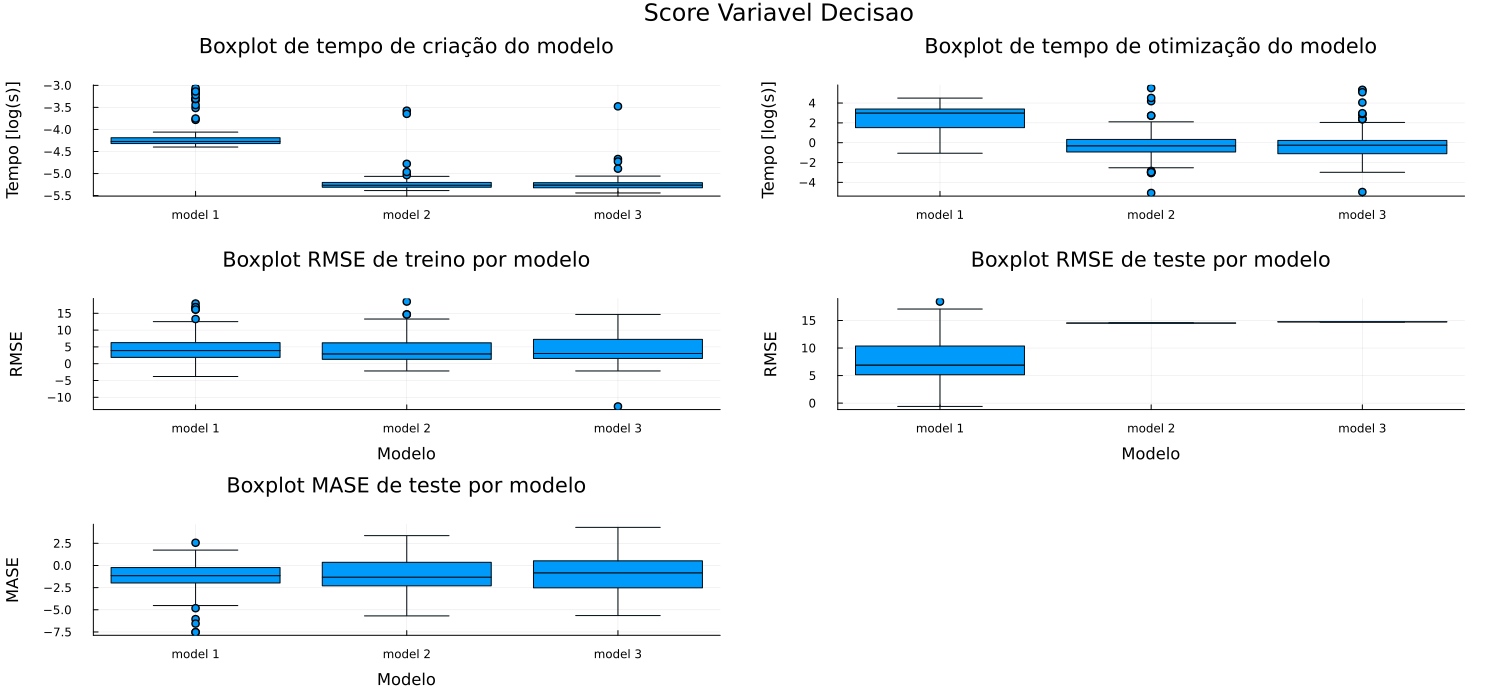 Score Variavel Decisao
Boxplot de tempo de criação do modelo
Tempo [log(s)]
−3.0
−3.5
−4.0
−4.5
−5.0
−5.5
model 1 model 2 model 3
Boxplot de tempo de otimização do modelo
Tempo [log(s)]
4
2
0
−2
−4
model 1 model 2 model 3
Boxplot RMSE de treino por modelo
RMSE
15
10
5
0
−5
−10
model 1 model 2 model 3
Modelo
Boxplot RMSE de teste por modelo
RMSE
15
10
5
0
model 1 model 2 model 3
Modelo
Boxplot MASE de teste por modelo
MASE
2.5
0.0
−2.5
−5.0
−7.5
model 1 model 2 model 3
Modelo